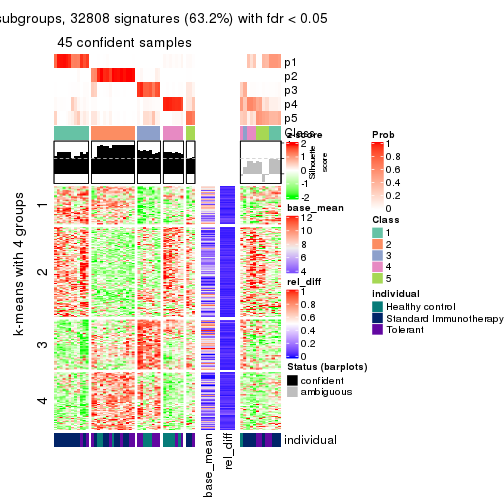 subgroups, 32808 signatures (63.2%) with fdr < 0.05
45 confident samples
p1
p2
p3
p4
p5
Class
z-score
2
1
0
-1
-2
Silhouette
score
base_mean
12
10
8
6
4
rel_diff
1
0.8
0.6
0.4
0.2
0
Status (barplots)
confident
ambiguous
Prob
1
0.8
0.6
0.4
0.2
0
Class
1
2
3
4
5
individual
Healthy control
Standard Immunotherapy
Tolerant
k-means with 4 groups
1
2
3
4
individual
base_mean
rel_diff